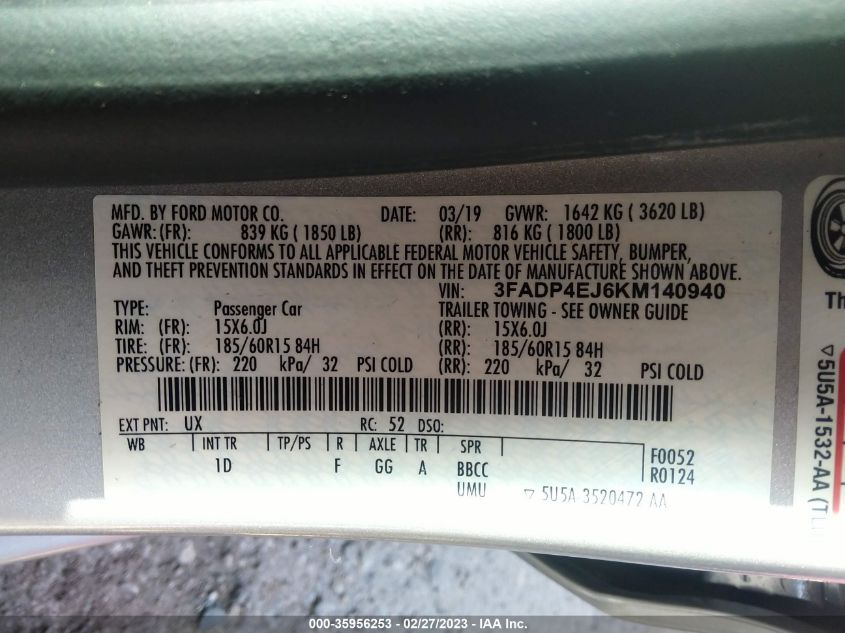 MFD. BY FORD MOTOR CO. DATE: 03/19 GVWR: 1642 KG ( 3620 LB)
GAWR: (FR): 839 KG ( 1850 LB) (RR): 816 KG ( 1800 LB)
THIS VEHICLE CONFORMS TO ALL APPLICABLE FEDERAL MOTOR VEHICLE SAFETY, BUMPER,
AND THEFT PREVENTION STANDARDS IN EFFECT ON THE DATE OF MANUFACTURE SHOWN ABOVE.
VIN: 3FADP4EJ6KM140940
TYPE: Passenger Car TRAILER TOWING - SEE OWNER GUIDE
RIM: (FR): 15X6.0J (RR): 15X6.0J
TIRE: (FR): 185/60R15 84H (RR): 185/60R15 84H
PRESSURE: (FR): 220 kPa/ 32 PSI COLD (RR): 220 kPa/ 32 PSI COLD
EXT PNT: UX RC: 52 DSO:
WB INT TR TP/PS R AXLE TR SPR F0052
1D F GG A BBCC R0124
UMU 5U5A-3520472 AA
Th
5U5A-1532-AA (TL
000-35956253 - 02/27/2023 - IAA Inc.